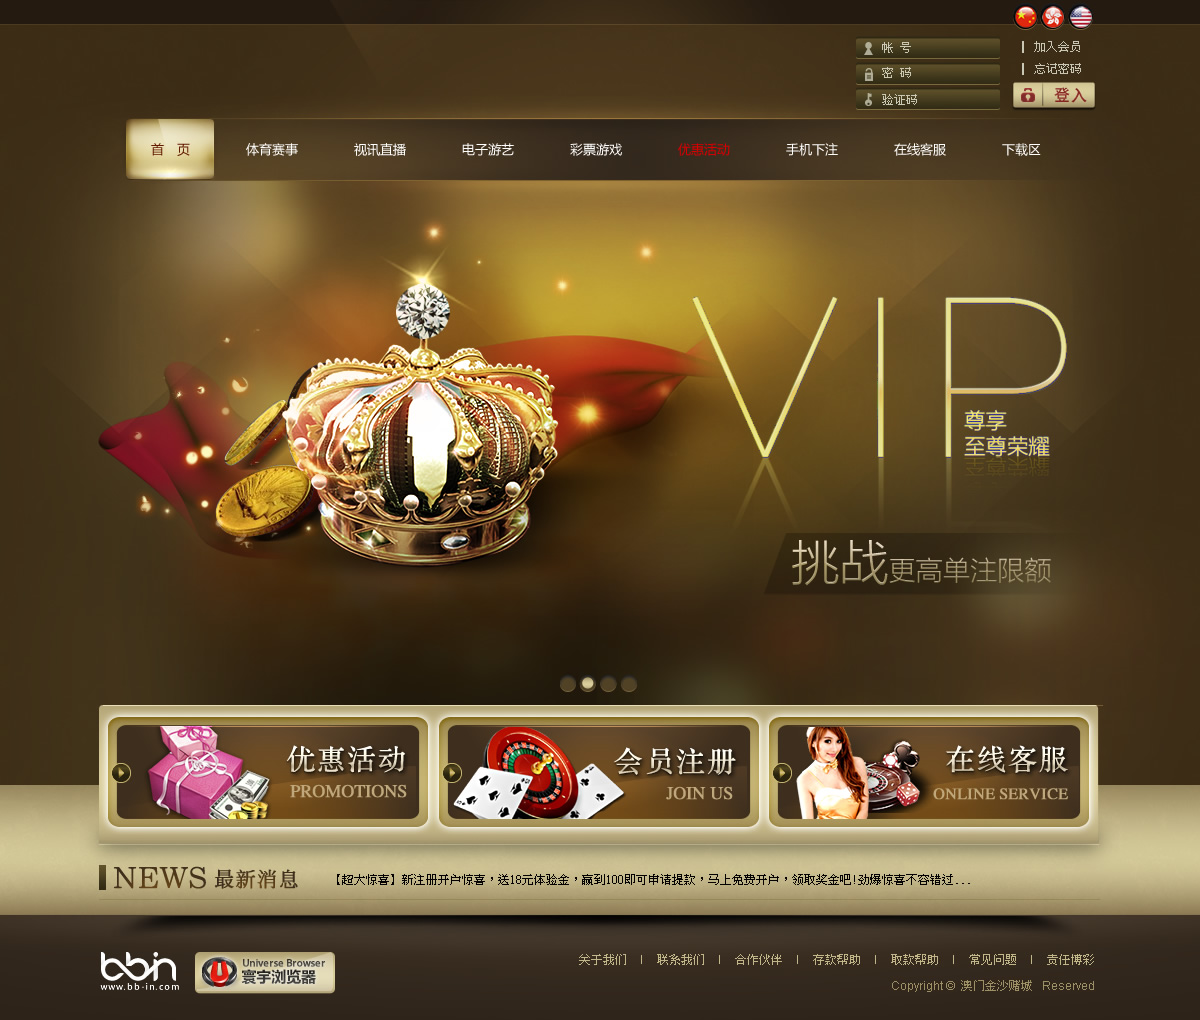 帐 号
加入会员
密 码
忘记密码
验证码
登入
首 页
体育赛事
视讯直播
电子游艺
彩票游戏
优惠活动
手机下注
在线客服
下载区
VIP
尊享
至尊荣耀
挑战更高单注限额
优惠活动
PROMOTIONS
会员注册
JOIN US
在线客服
ONLINE SERVICE
NEWS 最新消息
【超大惊喜】新注册开户惊喜，送18元体验金，赢到100即可申请提款，马上免费开户，领取奖金吧!劲爆惊喜不容错过...
bbin
www.bb-in.com
Universe Browser
寰宇浏览器
关于我们
联系我们
合作伙伴
存款帮助
取款帮助
常见问题
责任博彩
Copyright © 澳门金沙赌城 Reserved